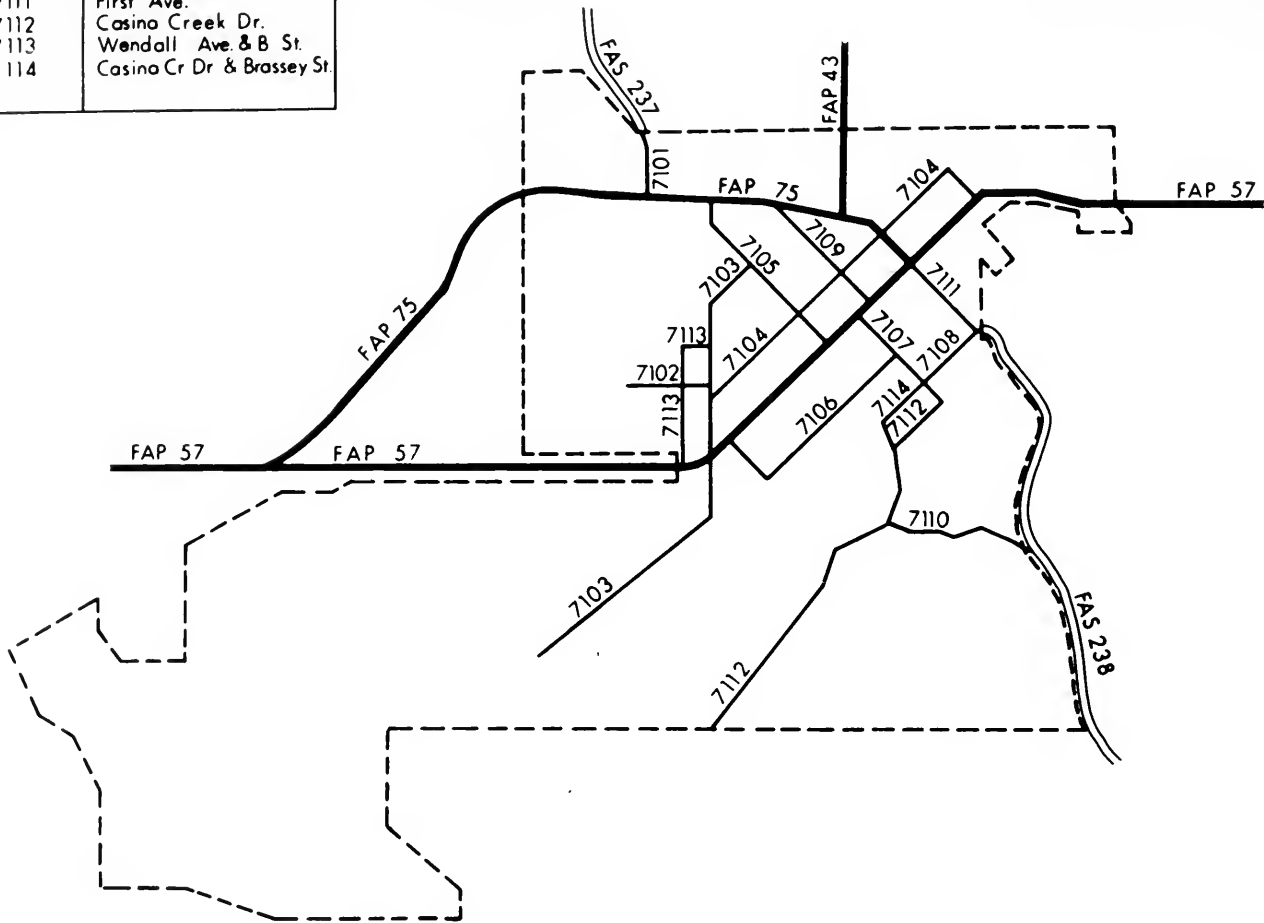 7111 First Ave.
7112 Casino Creek Dr.
7113 Wendall Ave. & B St.
7114 Casino Cr Dr & Brassey St.
FAS 237
FAP 43
7101
7104
FAP 75
FAP 57
7109
7105
7103
7111
FAP 75
7113
7104
7107
7108
7102
7114
7113
7106
7112
FAP 57
FAP 57
7110
7103
FAS 238
7112